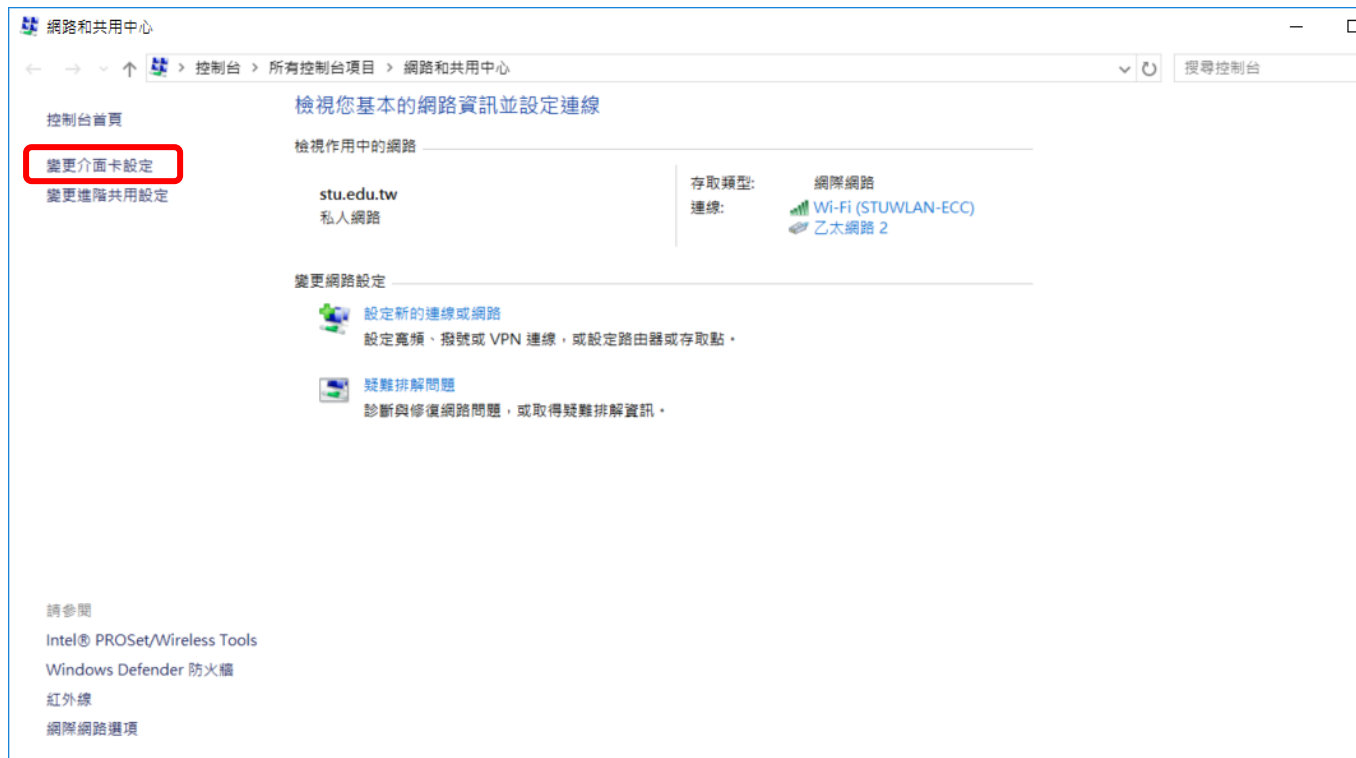 網路和共用中心
控制台 > 所有控制台項目 > 網路和共用中心
搜尋控制台
控制台首頁
變更介面卡設定
變更進階共用設定
檢視您基本的網路資訊並設定連線
檢視作用中的網路
stu.edu.tw
私人網路
存取類型: 網際網路
連線: Wi-Fi (STUWLAN-ECC)
乙太網路 2
變更網路設定
設定新的連線或網路
設定寬頻、撥號或 VPN 連線，或設定路由器或存取點。
疑難排解問題
診斷與修復網路問題，或取得疑難排解資訊。
請參閱
Intel® PROSet/Wireless Tools
Windows Defender 防火牆
紅外線
網際網路選項